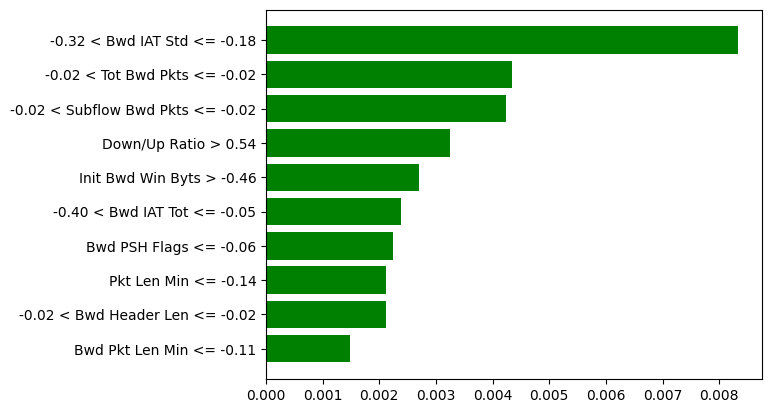 -0.32 < Bwd IAT Std <= -0.18
-0.02 < Tot Bwd Pkts <= -0.02
-0.02 < Subflow Bwd Pkts <= -0.02
Down/Up Ratio > 0.54
Init Bwd Win Byts > -0.46
-0.40 < Bwd IAT Tot <= -0.05
Bwd PSH Flags <= -0.06
Pkt Len Min <= -0.14
-0.02 < Bwd Header Len <= -0.02
Bwd Pkt Len Min <= -0.11
0.000 0.001 0.002 0.003 0.004 0.005 0.006 0.007 0.008